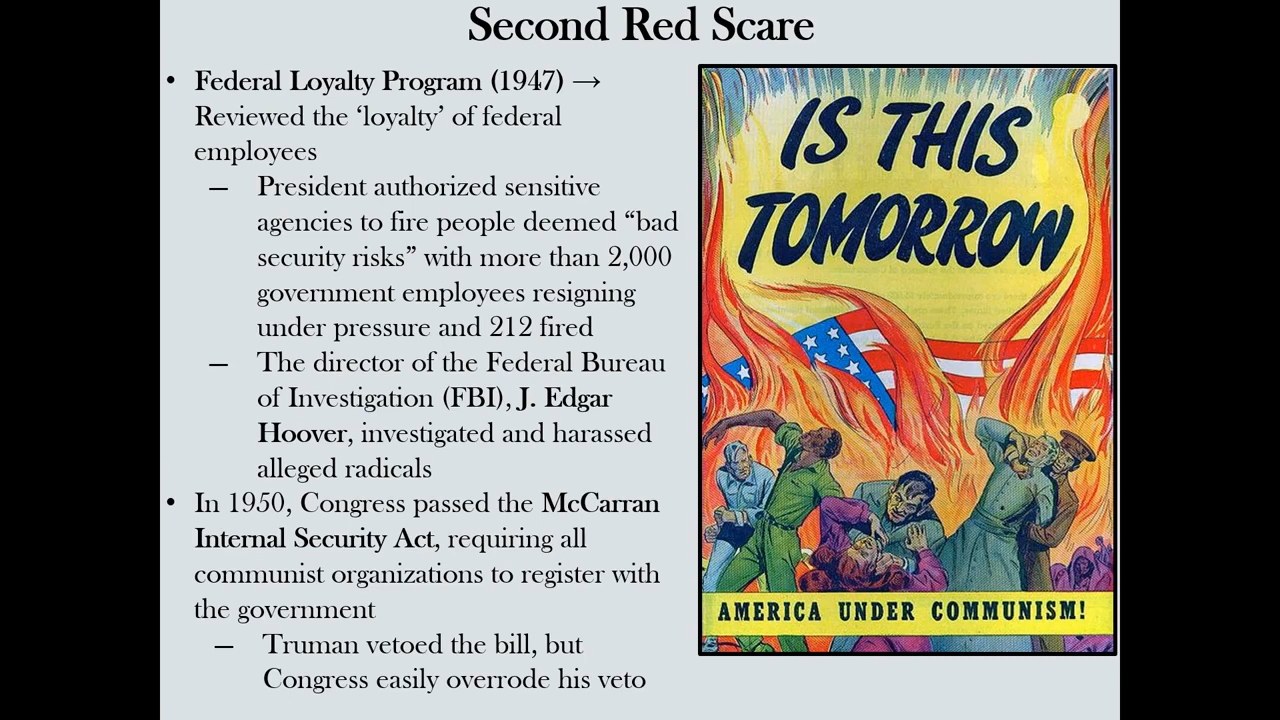 Second Red Scare
• Federal Loyalty Program (1947) →
Reviewed the ‘loyalty’ of federal
employees
– President authorized sensitive
agencies to fire people deemed “bad
security risks” with more than 2,000
government employees resigning
under pressure and 212 fired
– The director of the Federal Bureau
of Investigation (FBI), J. Edgar
Hoover, investigated and harassed
alleged radicals
• In 1950, Congress passed the McCarran
Internal Security Act, requiring all
communist organizations to register with
the government
– Truman vetoed the bill, but
Congress easily overrode his veto
IS THIS
TOMORROW
AMERICA UNDER COMMUNISM!